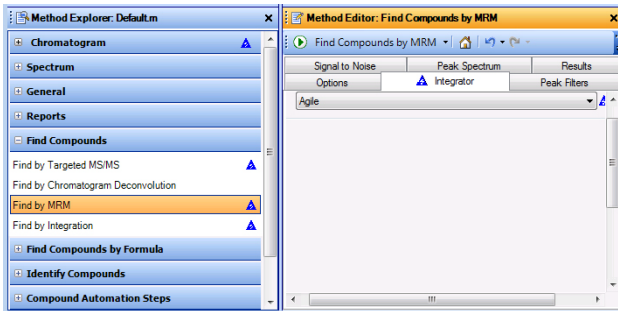 Method Explorer: Default.m
Chromatogram
Spectrum
General
Reports
Find Compounds
Find by Targeted MS/MS
Find by Chromatogram Deconvolution
Find by MRM
Find by Integration
Find Compounds by Formula
Identify Compounds
Compound Automation Steps
Method Editor: Find Compounds by MRM
Find Compounds by MRM
Signal to Noise Peak Spectrum Results
Options Integrator Peak Filters
Agile